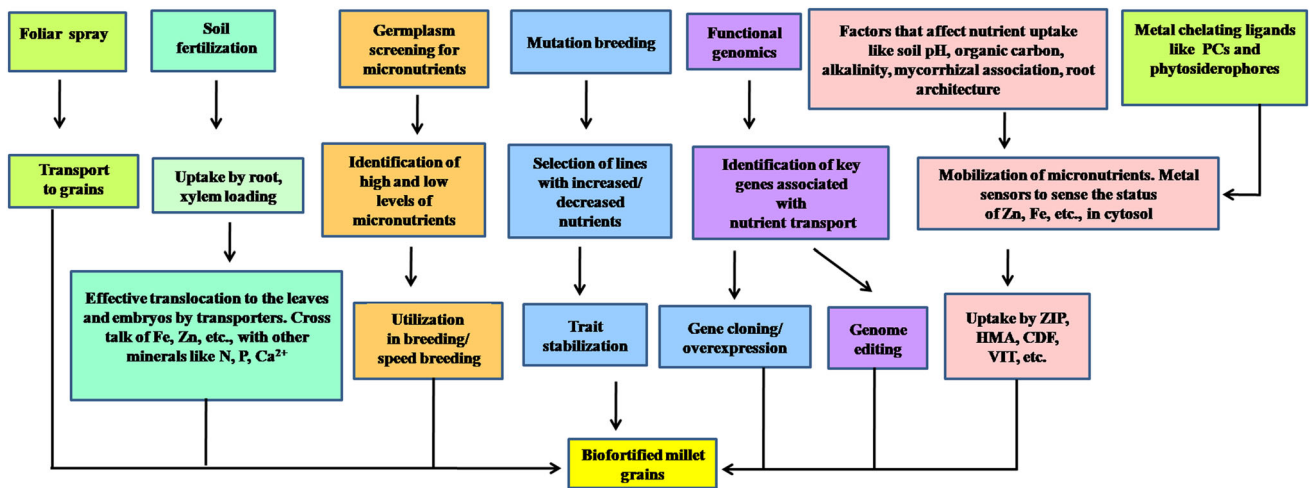 Foliar spray
Soil
fertilization
Germplasm
screening for
micronutrients
Mutation breeding
Functional
genomics
Factors that affect nutrient uptake
like soil pH, organic carbon,
alkalinity, mycorrhizal association, root
architecture
Metal chelating ligands
like PCs and
phytosiderophores
Transport
to grains
Uptake by root,
xylem loading
Identification of
high and low
levels of
micronutrients
Selection of lines
with increased/
decreased
nutrients
Identification of key
genes associated
with
nutrient transport
Mobilization of micronutrients. Metal
sensors to sense the status
of Zn, Fe, etc., in cytosol
Effective translocation to the leaves
and embryos by transporters. Cross
talk of Fe, Zn, etc., with other
minerals like N, P, Ca²⁺
Utilization
in breeding/
speed breeding
Trait
stabilization
Gene cloning/
overexpression
Genome
editing
Uptake by ZIP,
HMA, CDF,
VIT, etc.
Biofortified millet
grains